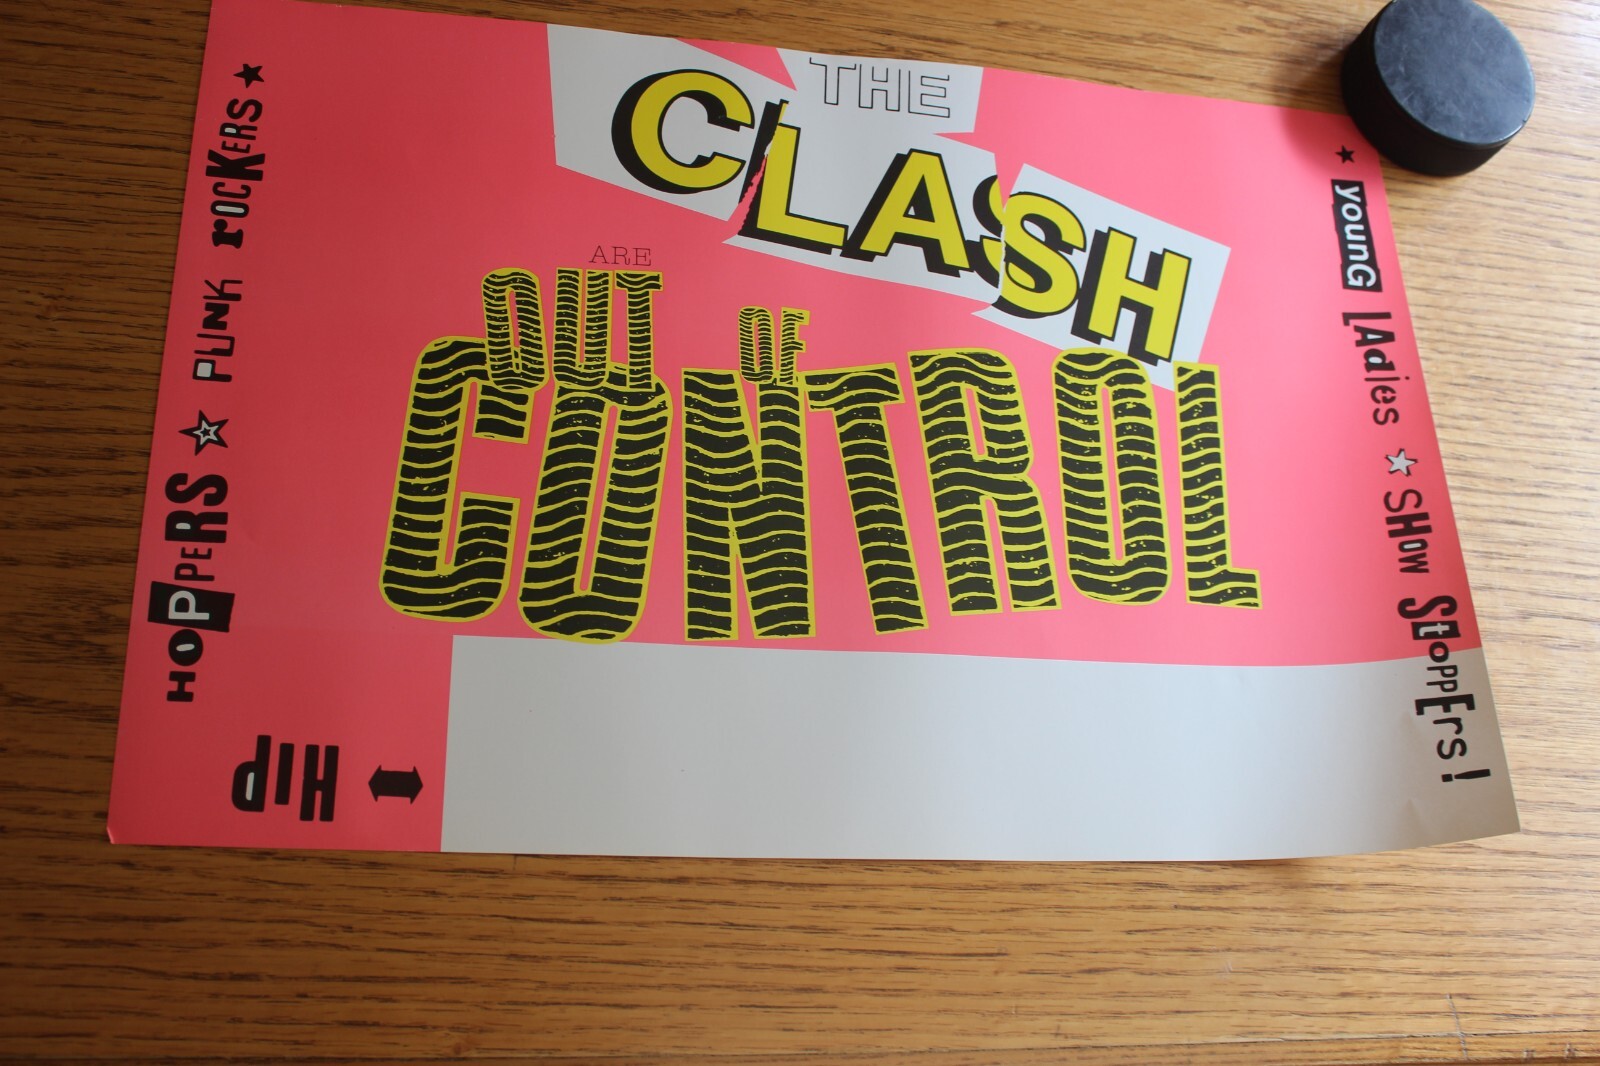 THE
CLASH
ARE
OUT OF
CONTROL
HIP
HOPPERS ★ PUNK rOCKERS ★
★ younG LAdies ★ SHow StoppErs!